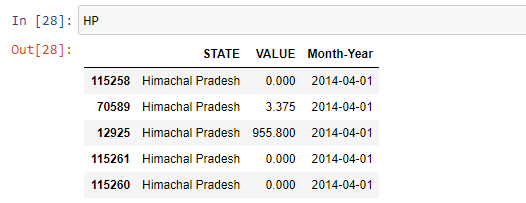 In [28]: HP
Out[28]:
STATE VALUE Month-Year
115258 Himachal Pradesh 0.000 2014-04-01
70589 Himachal Pradesh 3.375 2014-04-01
12925 Himachal Pradesh 955.800 2014-04-01
115261 Himachal Pradesh 0.000 2014-04-01
115260 Himachal Pradesh 0.000 2014-04-01